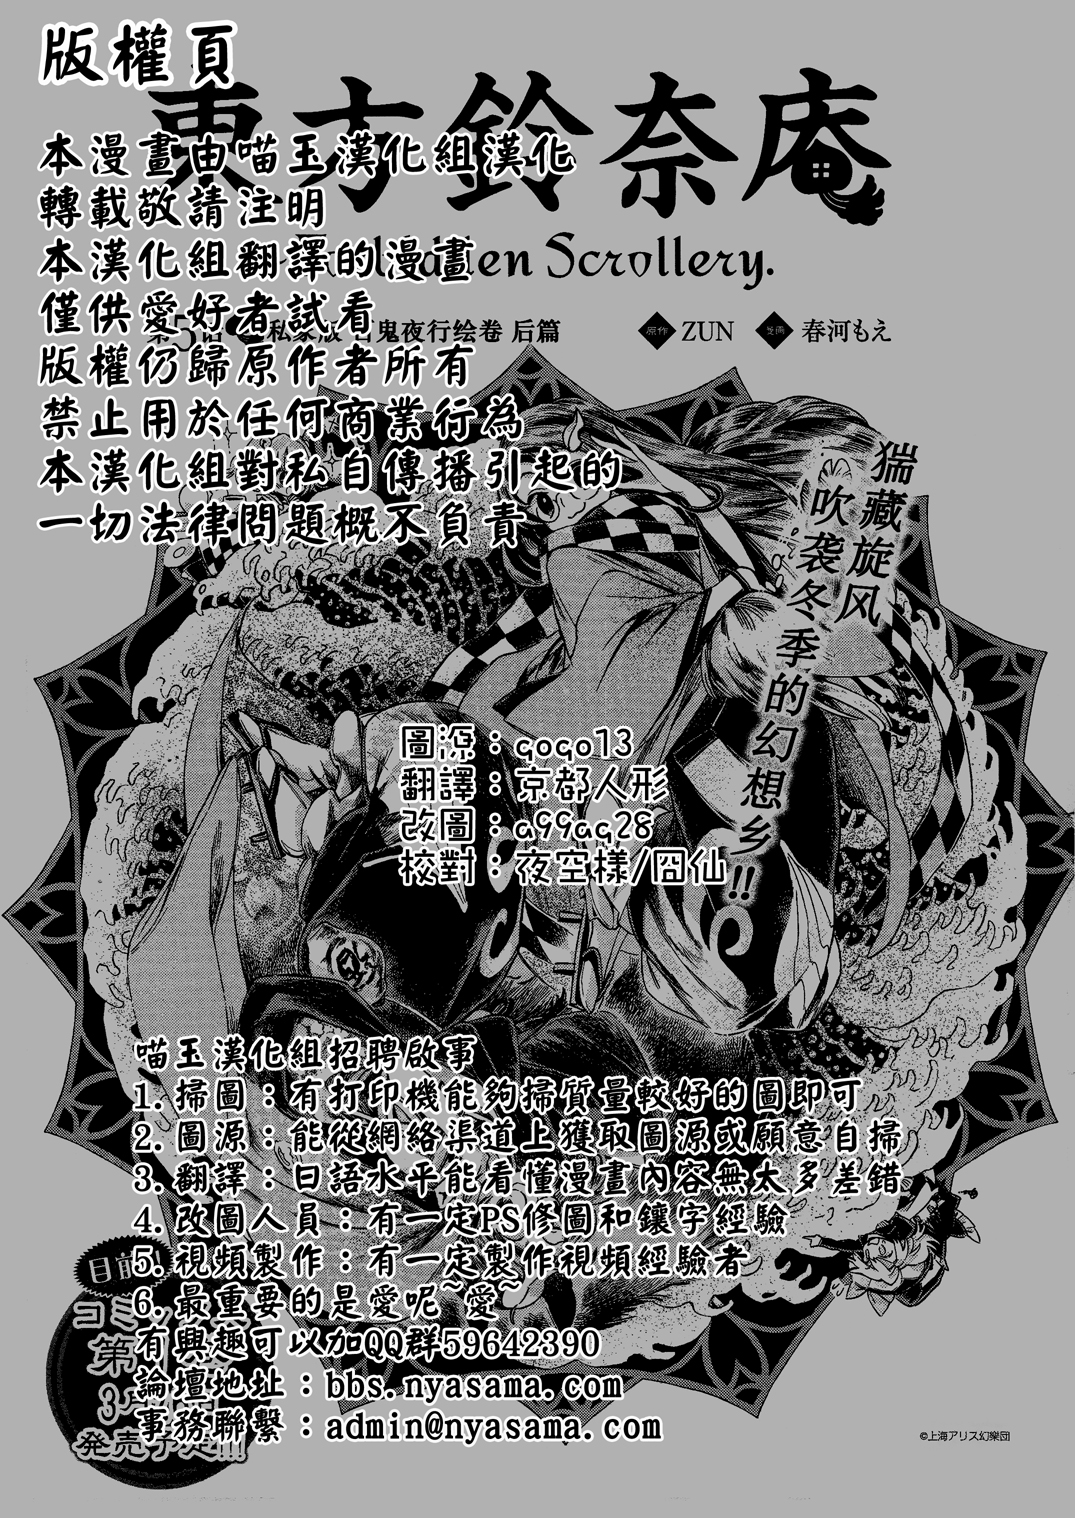 版權頁
東方鈴奈庵
本漫畫由喵玉漢化組漢化
轉載敬請注明
本漢化組翻譯的漫畫
en Scrollery.
僅供愛好者試看
鬼夜行绘卷 后篇
原作 ZUN 漫画 春河もえ
版權仍歸原作者所有
禁止用於任何商業行為
本漢化組對私自傳播引起的
一切法律問題概不負責
猯藏旋风
吹袭冬季的幻想乡!!
圖源：gogo13
翻譯：京都人形
改圖：a99aq28
校對：夜空樣/囧仙
喵玉漢化組招聘啟事
1.掃圖：有打印機能夠掃質量較好的圖即可
2.圖源：能從網絡渠道上獲取圖源或願意自掃
3.翻譯：日語水平能看懂漫畫內容無太多差錯
4.改圖人員：有一定PS修圖和鑲字經驗
5.視頻製作：有一定製作視頻經驗者
6.最重要的是愛呢~愛~
有興趣可以加QQ群59642390
論壇地址：bbs.nyasama.com
事務聯繫：admin@nyasama.com
©上海アリス幻樂団